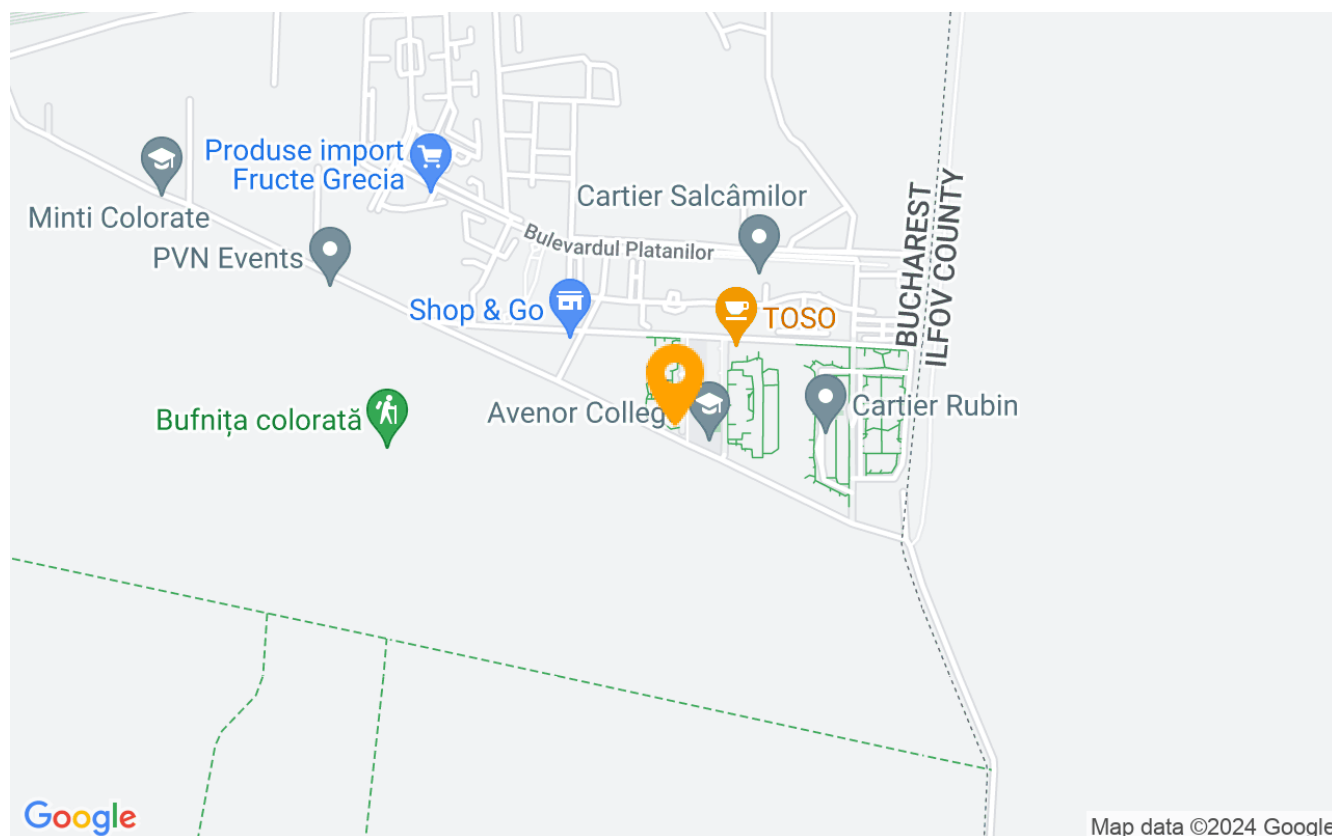 Produse import
Fructe Grecia
Minti Colorate
PVN Events
Cartier Salcâmilor
Bulevardul Platanilor
BUCHAREST
ILFOV COUNTY
Shop & Go
TOSO
Bufnița colorată
Avenor Colleg
Cartier Rubin
Google
Map data ©2024 Google